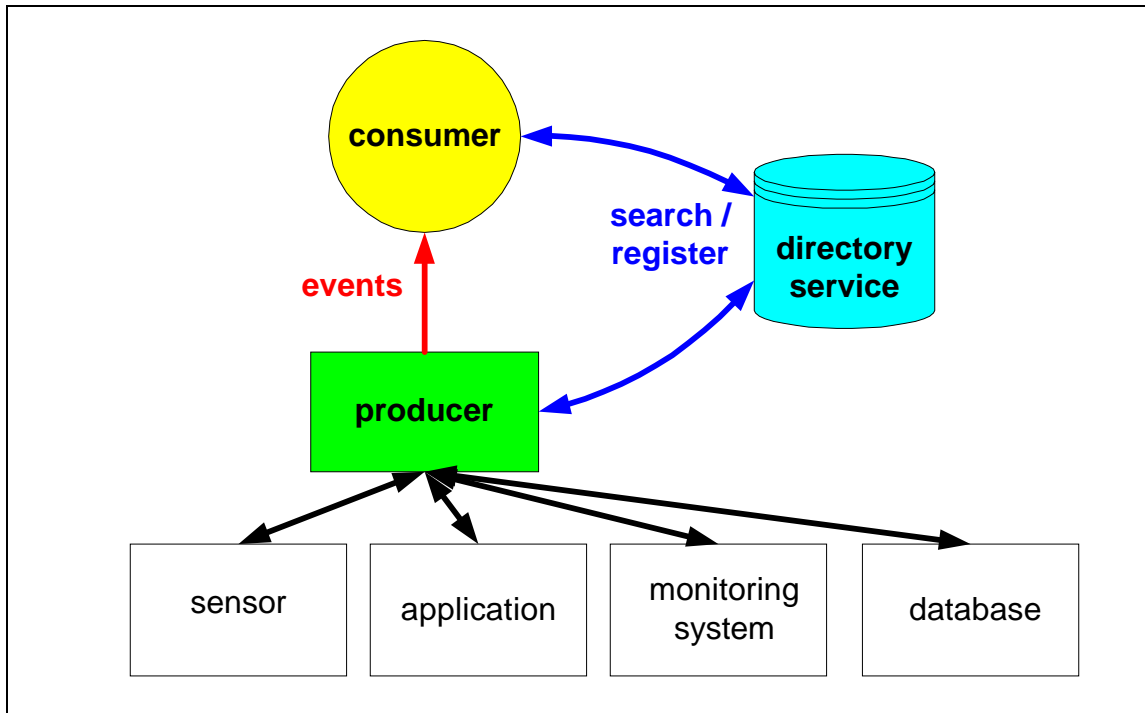 consumer
search /
register
directory
service
events
producer
sensor
application
monitoring
system
database